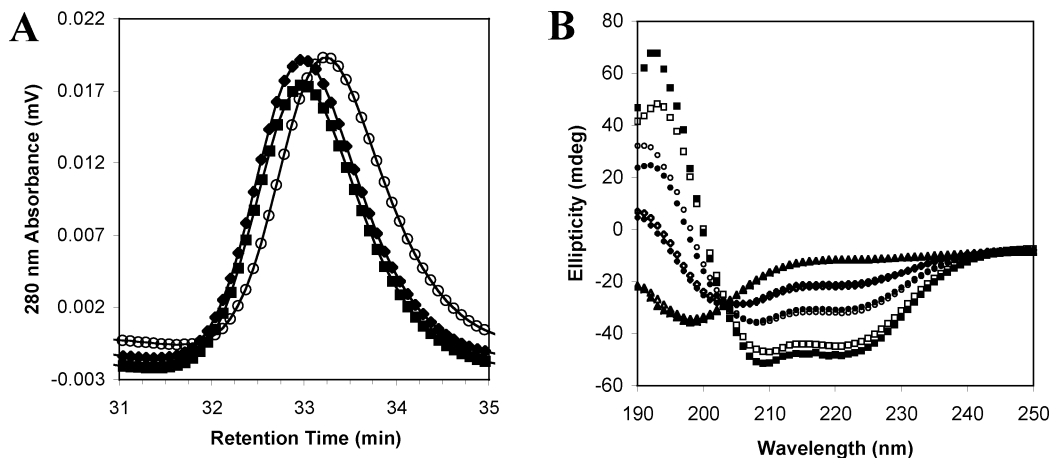 A
0.022
0.017
0.012
0.007
0.002
-0.003
280 nm Absorbance (mV)
31 32 33 34 35
Retention Time (min)
B
80
60
40
20
0
-20
-40
-60
Ellipticity (mdeg)
190 200 210 220 230 240 250
Wavelength (nm)